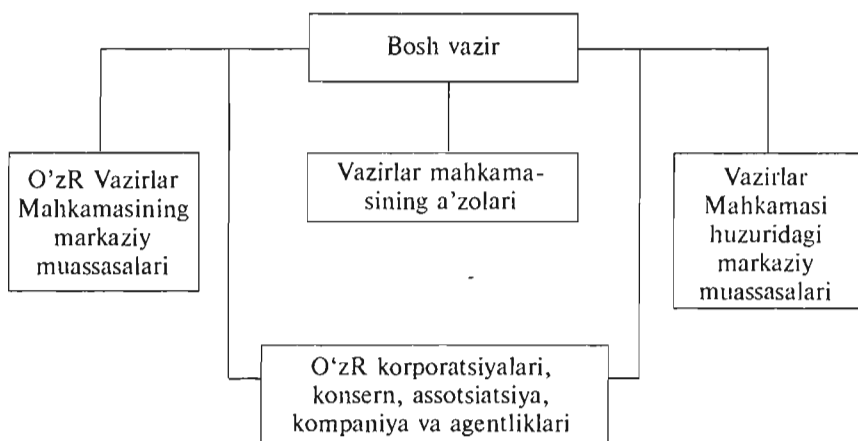 Bosh vazir
O'zR Vazirlar
Mahkamasining
markaziy
muassasalari
Vazirlar mahkama-
sining a'zolari
Vazirlar
Mahkamasi
huzuridagi
markaziy
muassasalari
O‘zR korporatsiyalari,
konsern, assotsiatsiya,
kompaniya va agentliklari